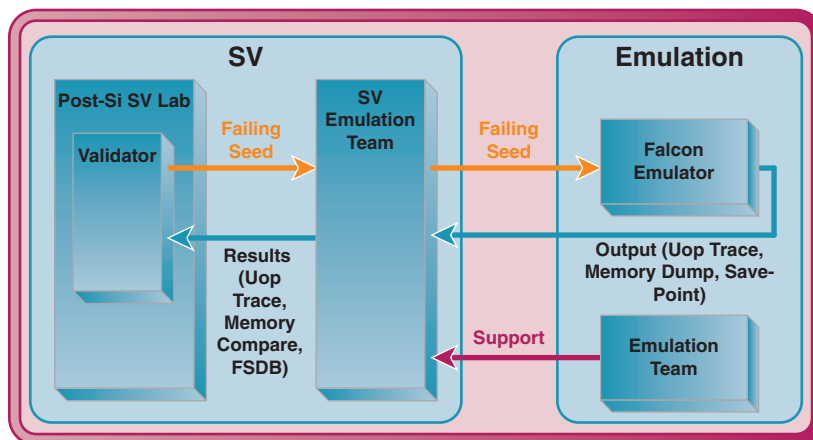 SV
Emulation
Post-Si SV Lab
Validator
Failing
Seed
SV
Emulation
Team
Failing
Seed
Falcon
Emulator
Results
(Uop
Trace,
Memory
Compare,
FSDB)
Output (Uop Trace,
Memory Dump, Save-
Point)
Support
Emulation
Team